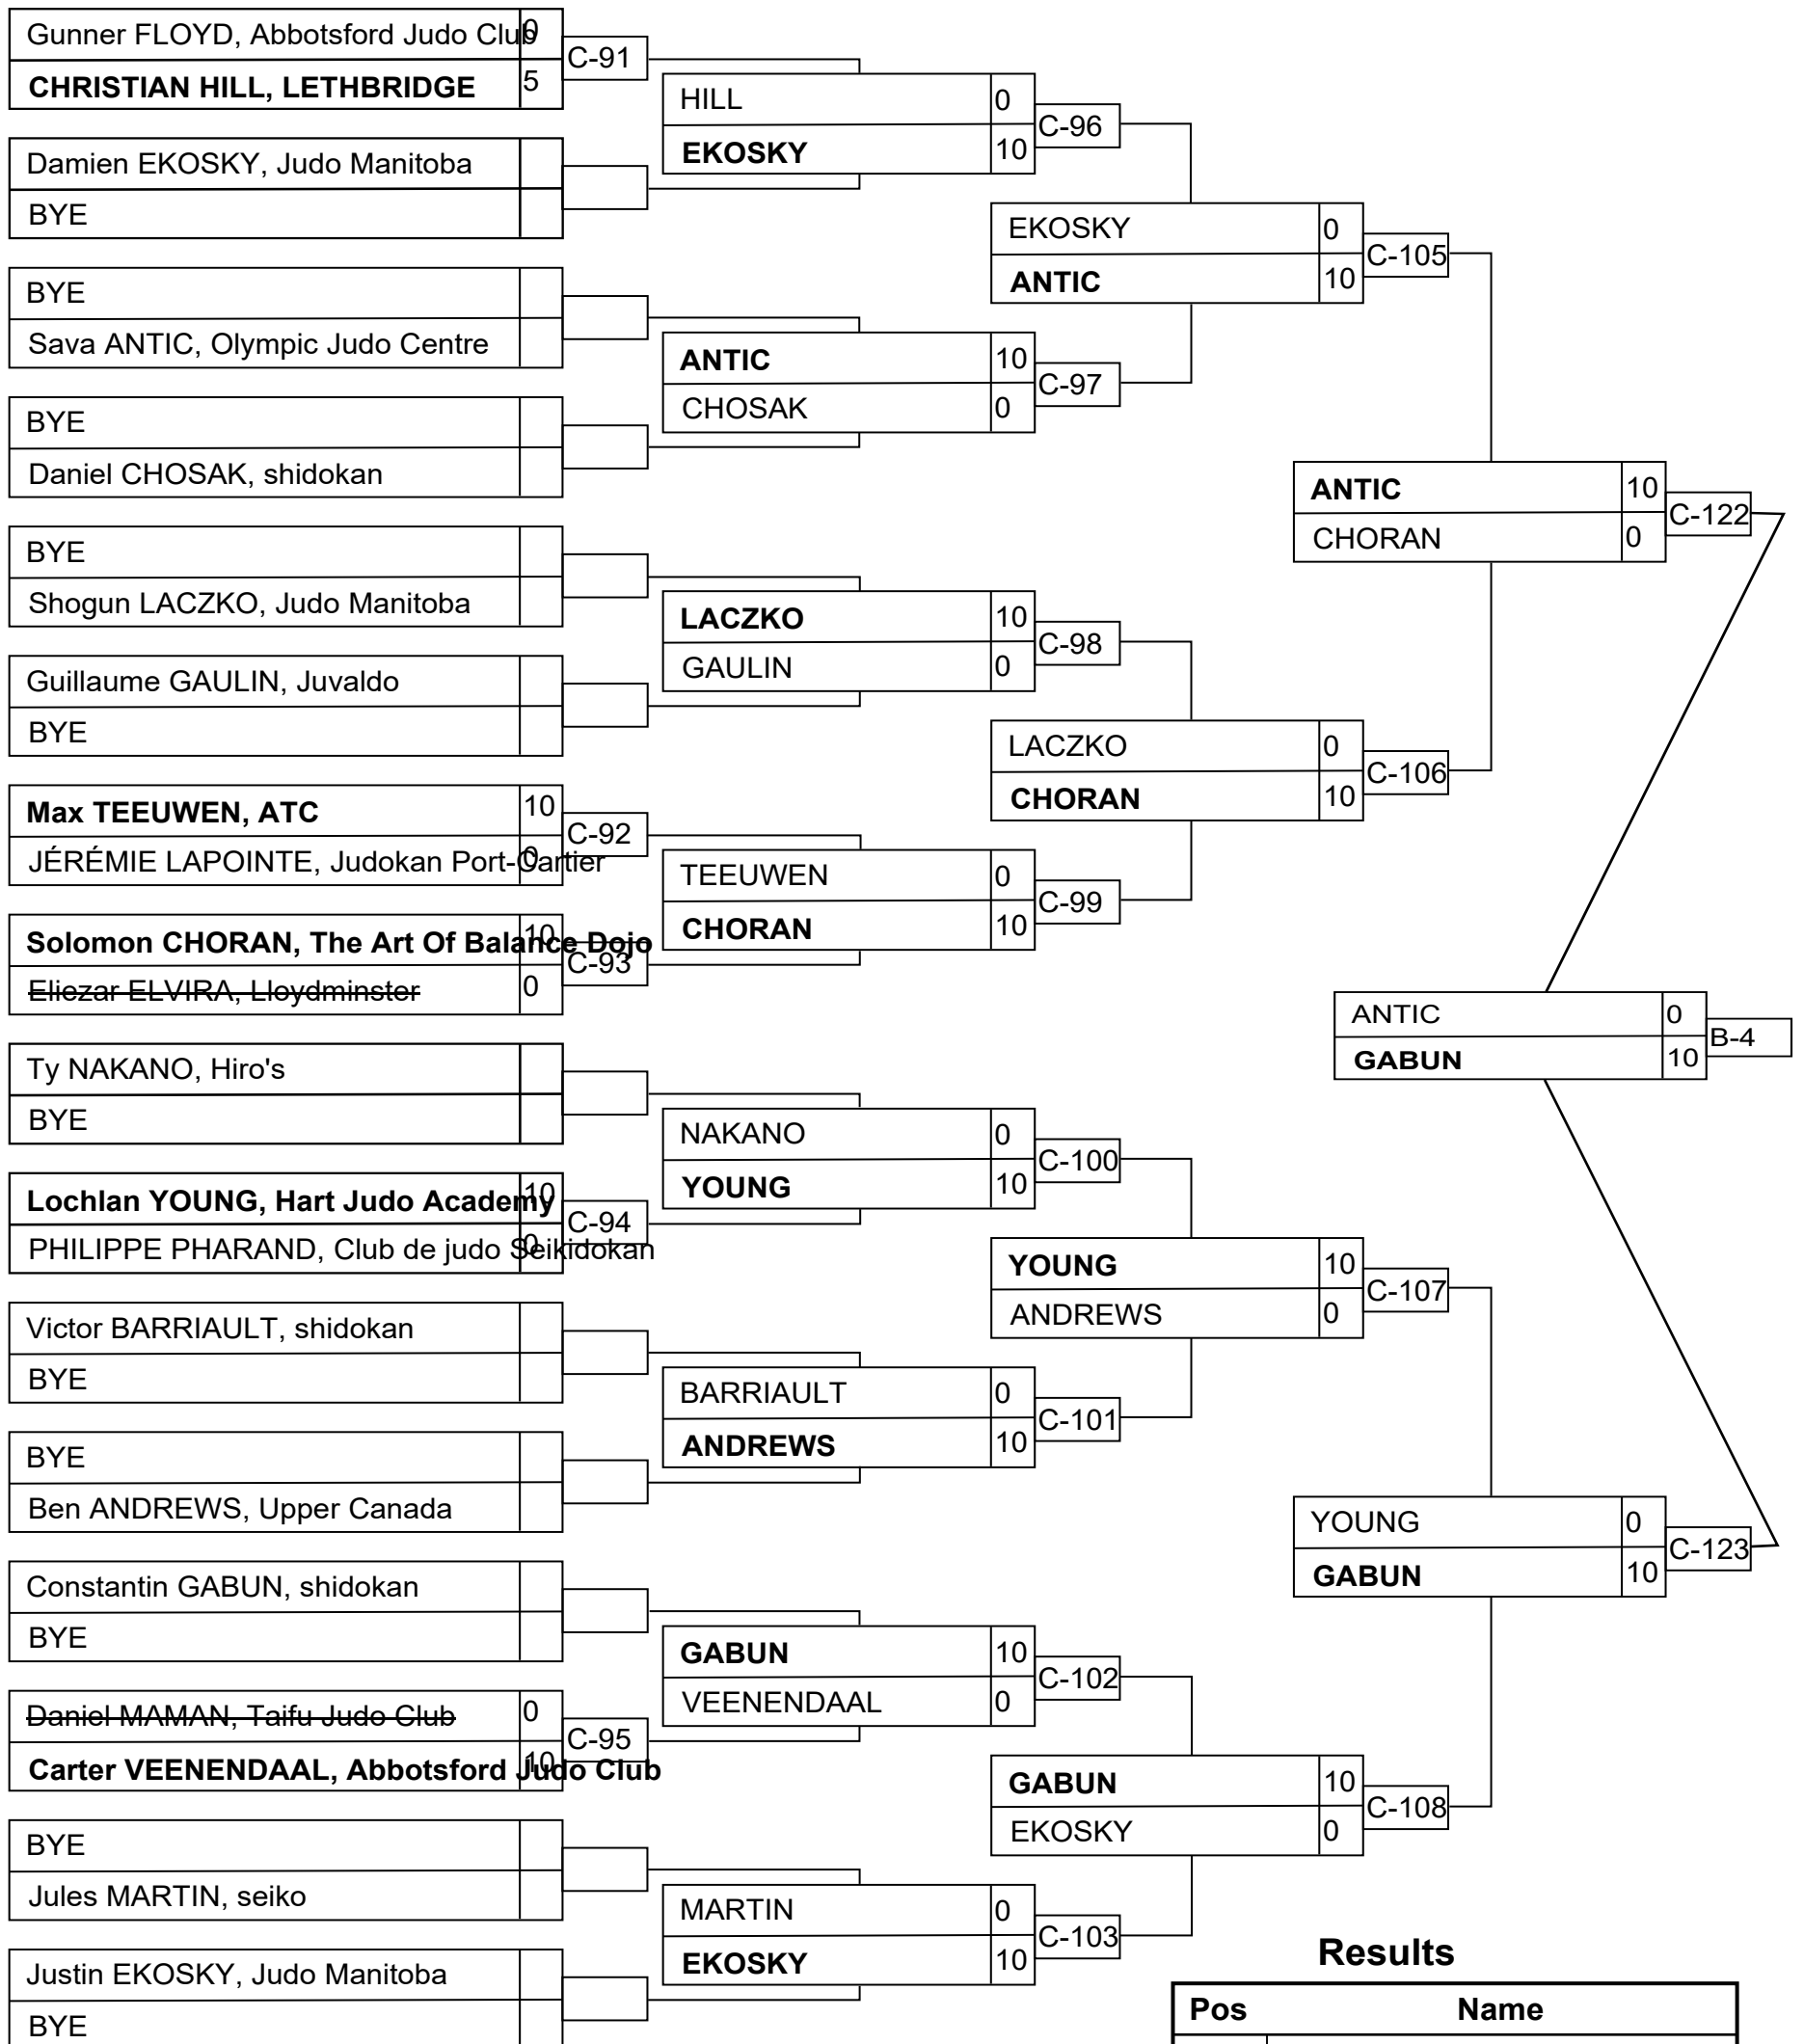 Gunner FLOYD, Abbotsford Judo Club 0
C-91
CHRISTIAN HILL, LETHBRIDGE 5
HILL 0
C-96
EKOSKY 10
Damien EKOSKY, Judo Manitoba
BYE
EKOSKY 0
C-105
ANTIC 10
BYE
Sava ANTIC, Olympic Judo Centre
ANTIC 10
C-97
CHOSAK 0
BYE
Daniel CHOSAK, shidokan
ANTIC 10
C-122
CHORAN 0
BYE
Shogun LACZKO, Judo Manitoba
LACZKO 10
C-98
GAULIN 0
Guillaume GAULIN, Juvaldo
BYE
LACZKO 0
C-106
CHORAN 10
Max TEEUWEN, ATC 10
C-92
JÉRÉMIE LAPOINTE, Judokan Port-Cartier 0
TEEUWEN 0
C-99
CHORAN 10
Solomon CHORAN, The Art Of Balance Dojo 10
C-93
Eliezar ELVIRA, Lloydminster 0
ANTIC 0
B-4
GABUN 10
Ty NAKANO, Hiro's
BYE
NAKANO 0
C-100
YOUNG 10
Lochlan YOUNG, Hart Judo Academy 10
C-94
PHILIPPE PHARAND, Club de judo Seikidokan 0
YOUNG 10
C-107
ANDREWS 0
Victor BARRIAULT, shidokan
BYE
BARRIAULT 0
C-101
ANDREWS 10
BYE
Ben ANDREWS, Upper Canada
YOUNG 0
C-123
GABUN 10
Constantin GABUN, shidokan
BYE
GABUN 10
C-102
VEENENDAAL 0
Daniel MAMAN, Taifu Judo Club 0
C-95
Carter VEENENDAAL, Abbotsford Judo Club 10
GABUN 10
C-108
EKOSKY 0
BYE
Jules MARTIN, seiko
MARTIN 0
C-103
EKOSKY 10
Justin EKOSKY, Judo Manitoba
BYE
Results
Pos Name